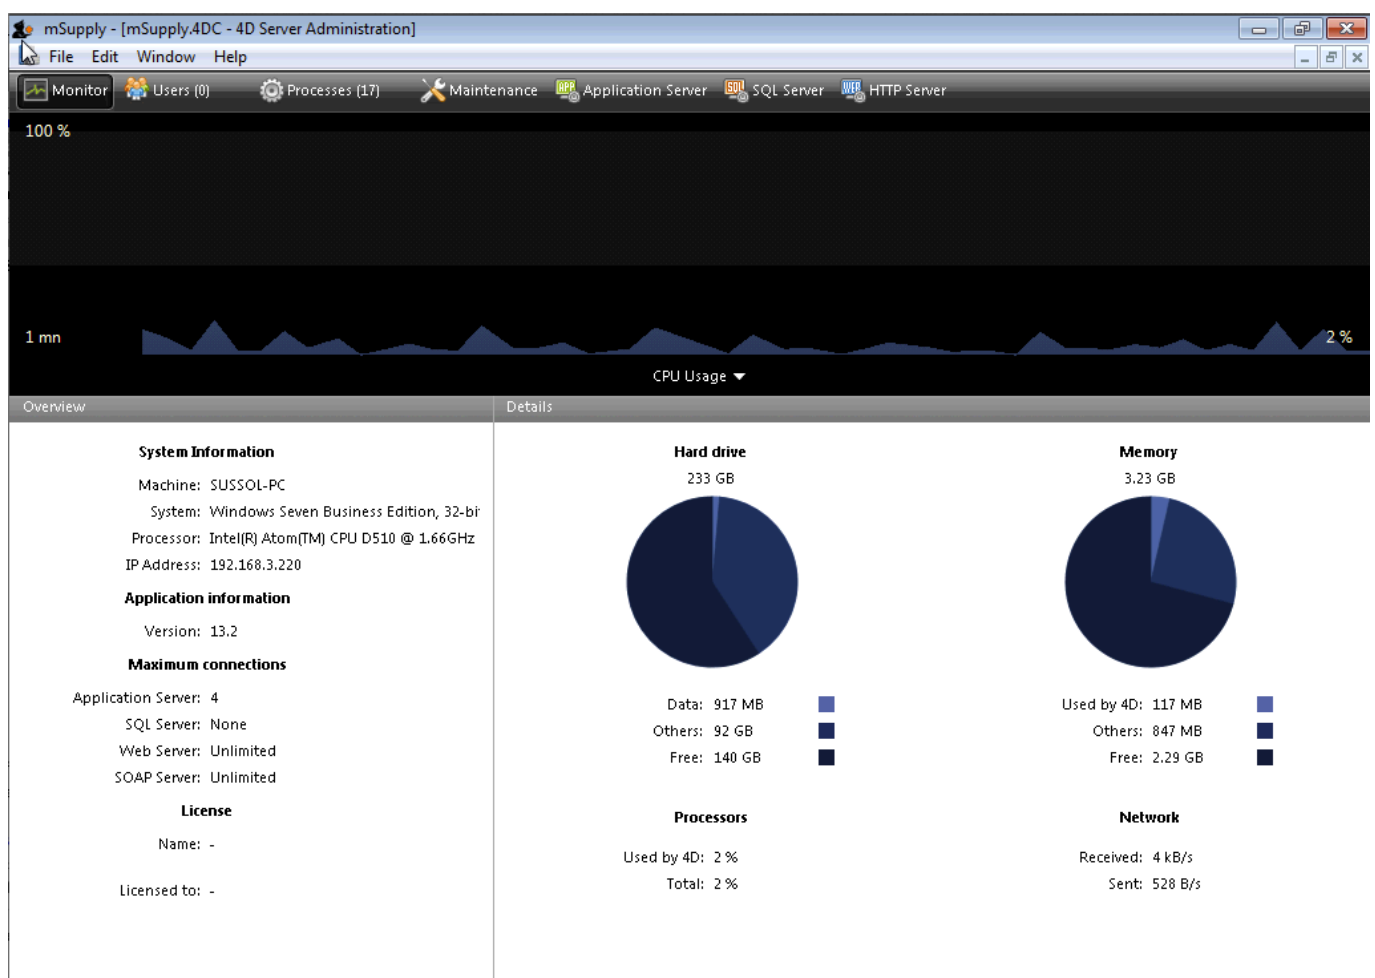 mSupply - [mSupply.4DC - 4D Server Administration]
File Edit Window Help
Monitor Users (0) Processes (17) Maintenance Application Server SQL Server HTTP Server
100 %
1 mn 2 %
CPU Usage
Overview Details
System Information
Machine: SUSSOL-PC
System: Windows Seven Business Edition, 32-bi
Processor: Intel(R) Atom(TM) CPU D510 @ 1.66GHz
IP Address: 192.168.3.220
Application information
Version: 13.2
Maximum connections
Application Server: 4
SQL Server: None
Web Server: Unlimited
SOAP Server: Unlimited
License
Name: -
Licensed to: -
Hard drive
233 GB
Data: 917 MB
Others: 92 GB
Free: 140 GB
Memory
3.23 GB
Used by 4D: 117 MB
Others: 847 MB
Free: 2.29 GB
Processors
Used by 4D: 2 %
Total: 2 %
Network
Received: 4 kB/s
Sent: 528 B/s